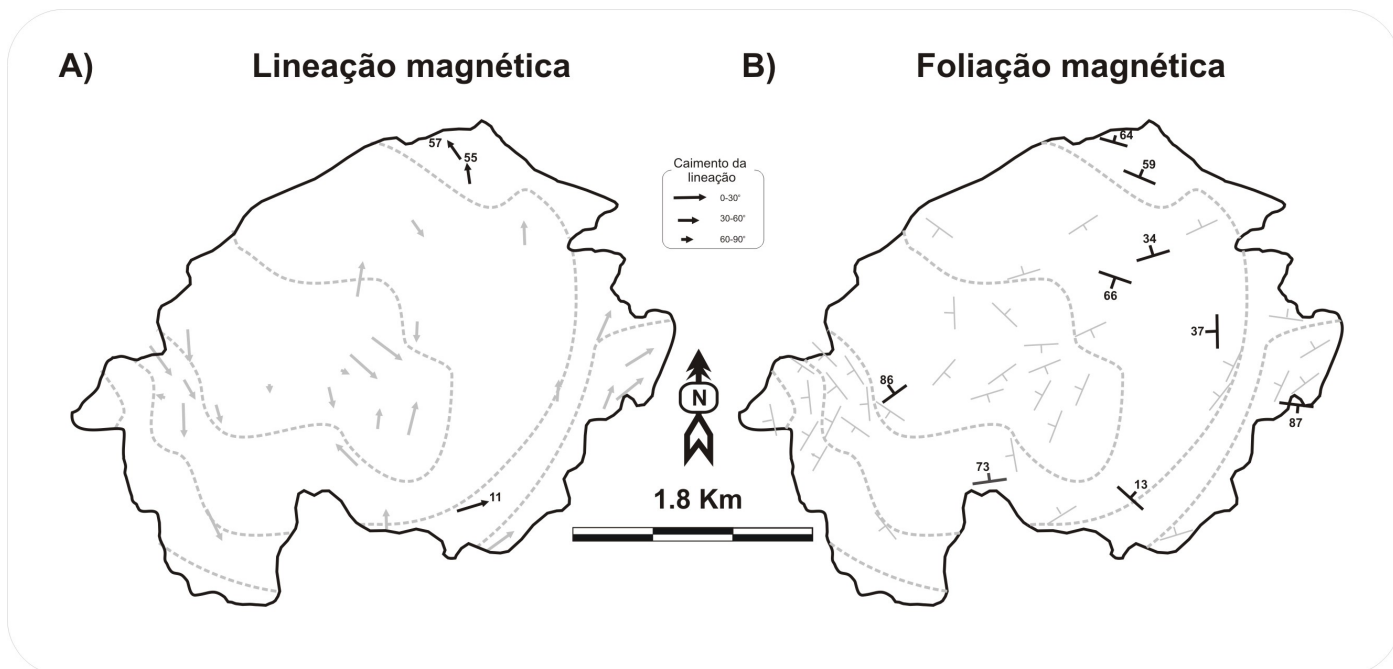 A) Lineação magnética
B) Foliação magnética
57
55
11
Caimento da
lineação
0-30°
30-60°
60-90°
N
1.8 Km
64
59
34
66
37
86
87
73
13